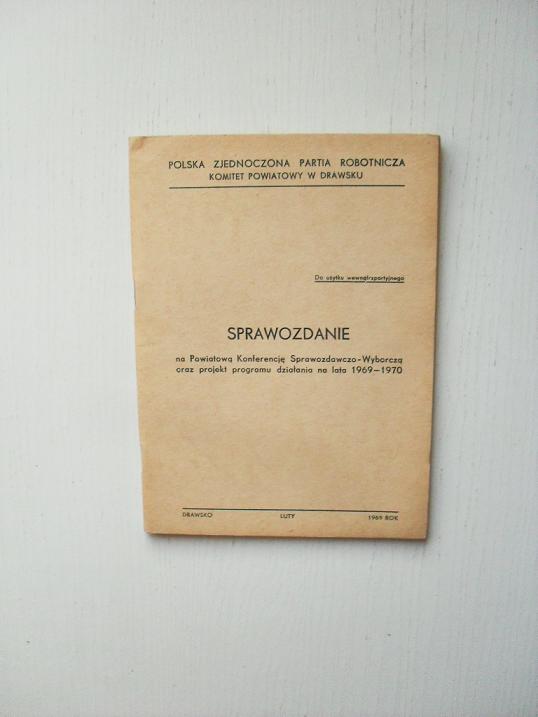 POLSKA ZJEDNOCZONA PARTIA ROBOTNICZA
KOMITET POWIATOWY W DRAWSKU
Do użytku wewnątrzpartyjnego
SPRAWOZDANIE
na Powiatową Konferencję Sprawozdawczo-Wyborczą
oraz projekt programu działania na lata 1969—1970
DRAWSKO LUTY 1969 ROK